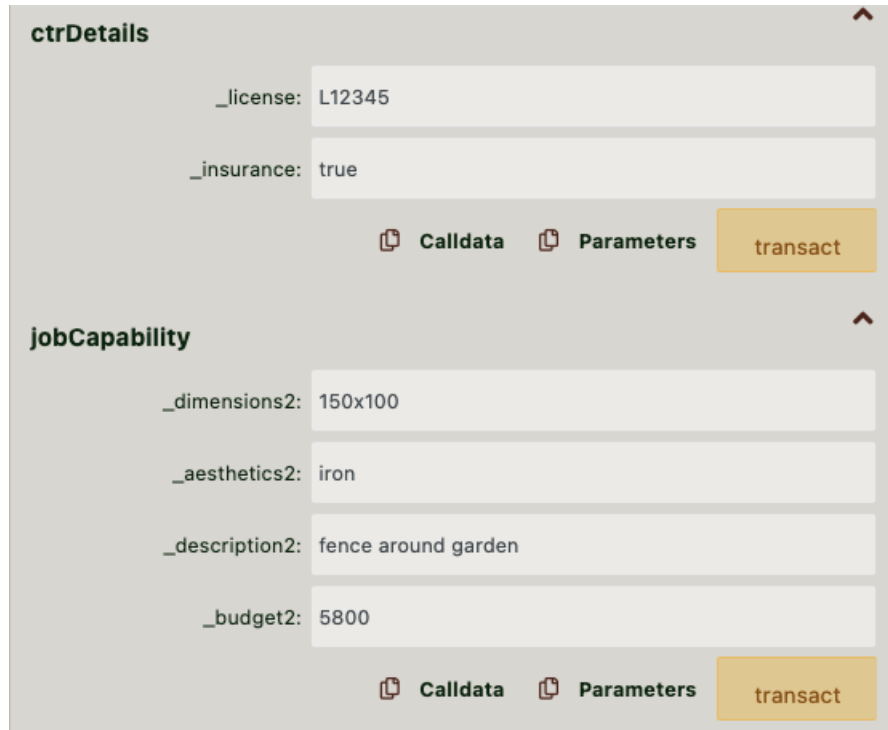 ctrDetails
_license: L12345
_insurance: true
Calldata Parameters transact
jobCapability
_dimensions2: 150x100
_aesthetics2: iron
_description2: fence around garden
_budget2: 5800
Calldata Parameters transact